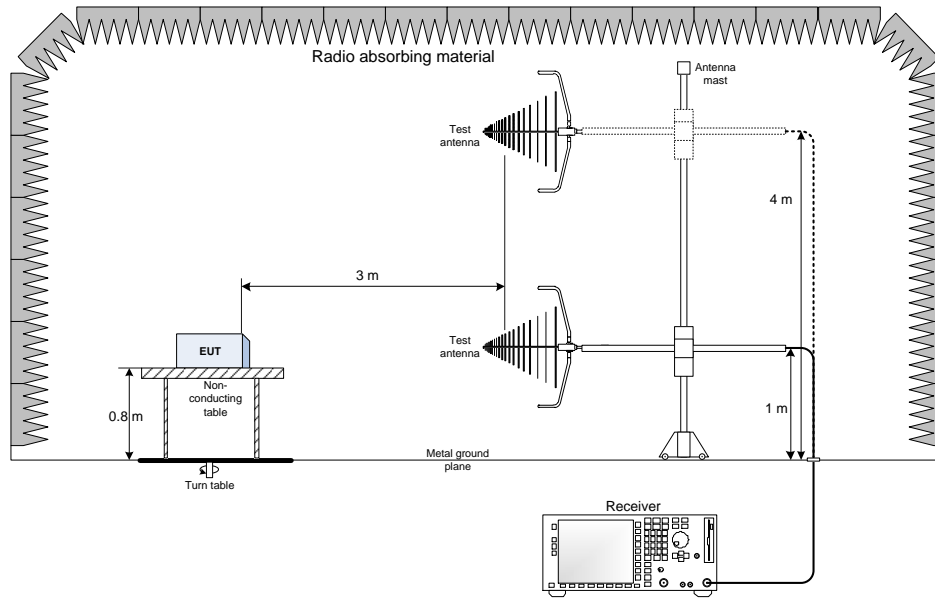 Radio absorbing material
Antenna
mast
Test
antenna
4 m
3 m
Test
antenna
EUT
Non-
conducting
table
0.8 m
1 m
Metal ground
plane
Turn table
Receiver